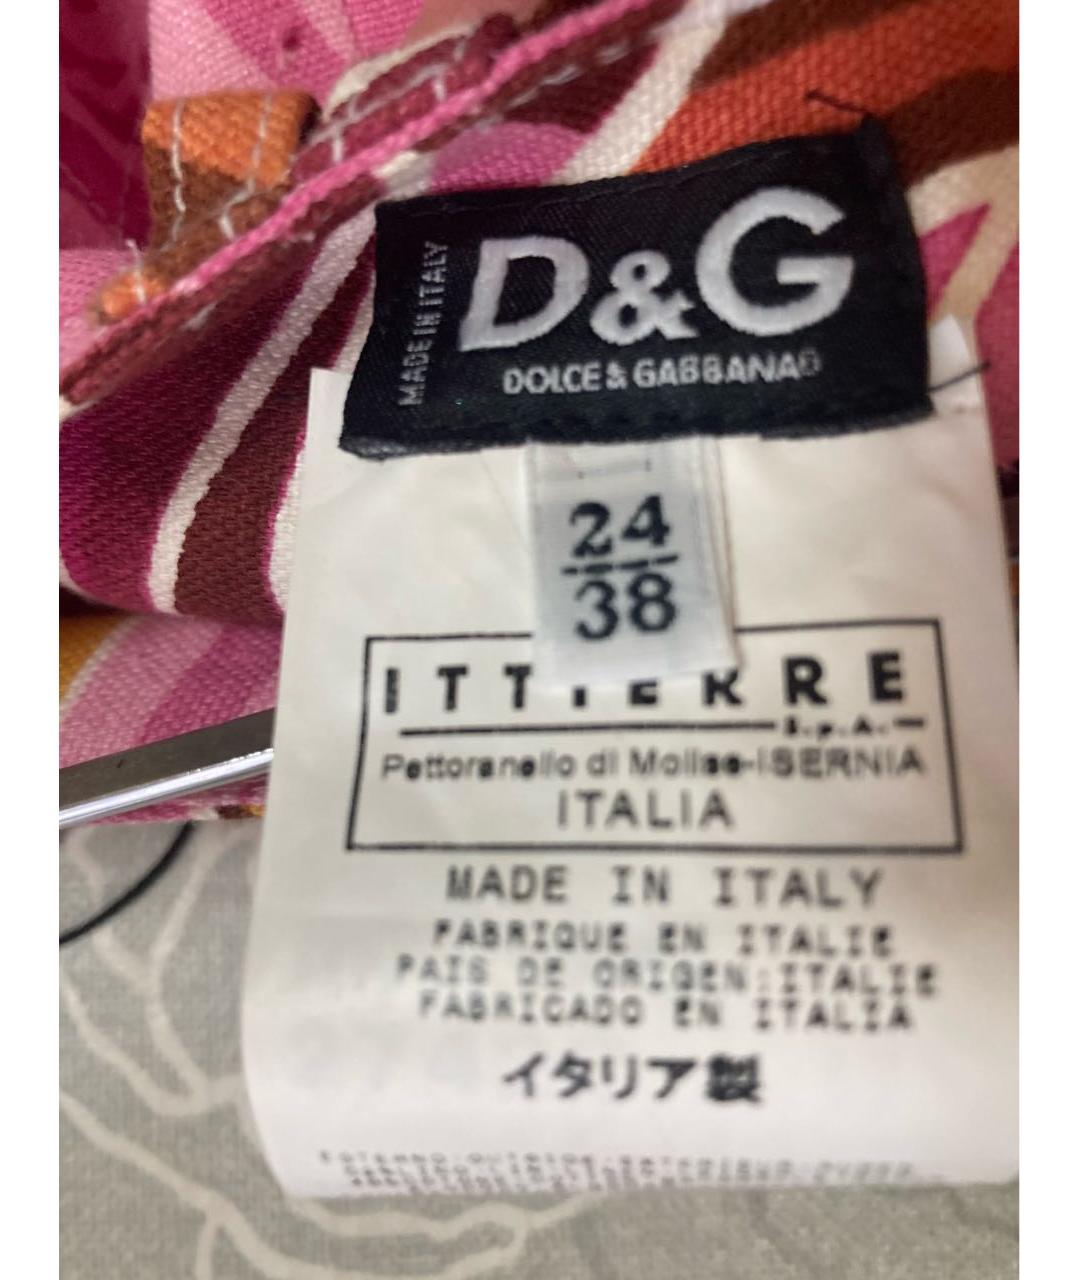 MADE IN ITALY
D&G
DOLCE & GABBANA
24
38
ITTIERRE
S.p.A.
Pettoranello di Molise-ISERNIA
ITALIA
MADE IN ITALY
FABRIQUE EN ITALIE
PAIS DE ORIGEN:ITALIE
FABRICADO EN ITALIA
イタリア製